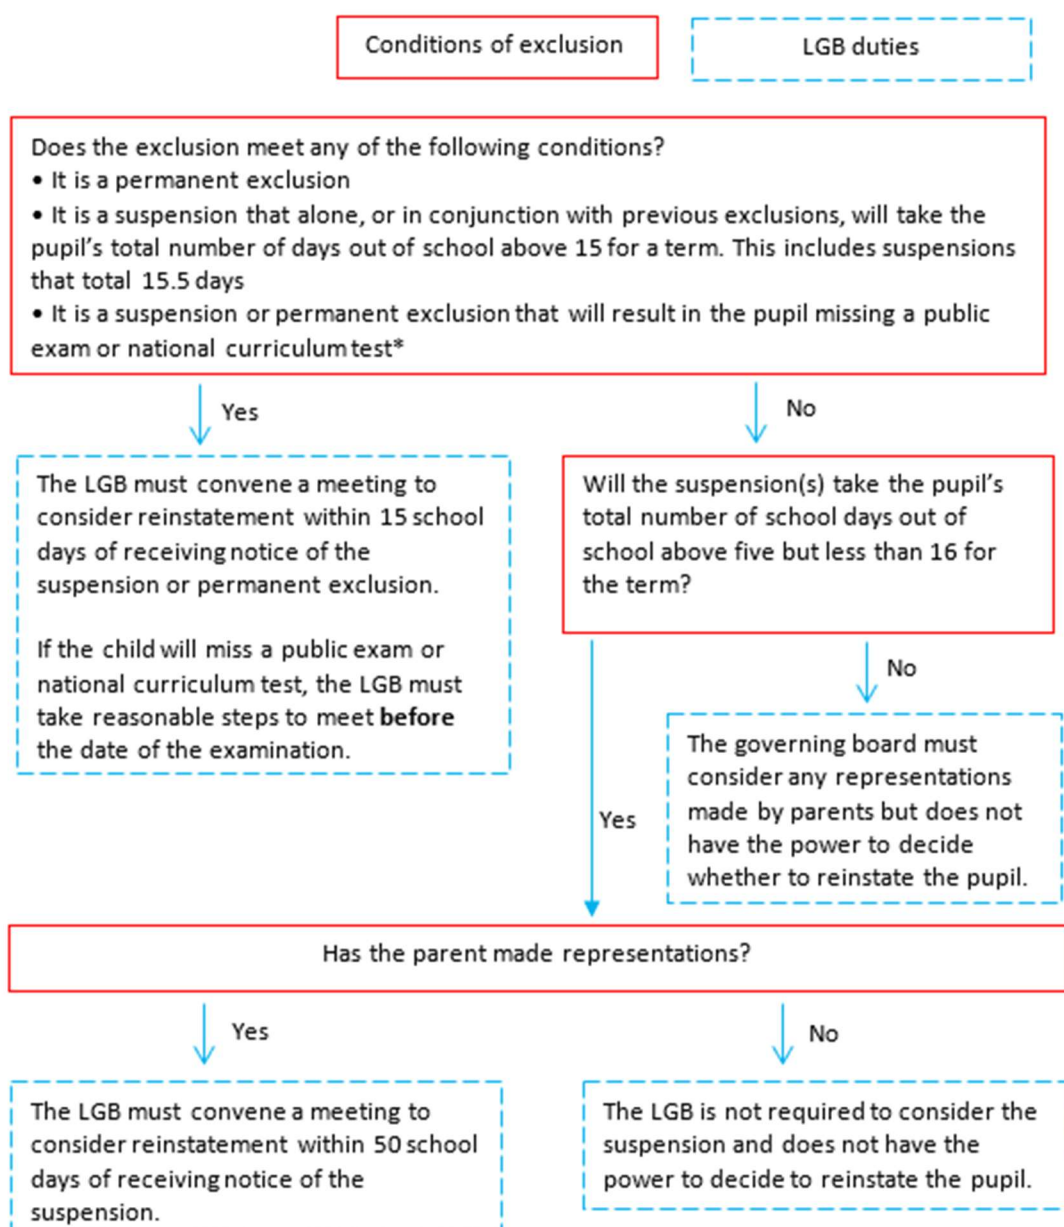 Conditions of exclusion
LGB duties
Does the exclusion meet any of the following conditions?
• It is a permanent exclusion
• It is a suspension that alone, or in conjunction with previous exclusions, will take the
pupil's total number of days out of school above 15 for a term. This includes suspensions
that total 15.5 days
• It is a suspension or permanent exclusion that will result in the pupil missing a public
exam or national curriculum test*
Yes
No
The LGB must convene a meeting to
consider reinstatement within 15 school
days of receiving notice of the
suspension or permanent exclusion.
If the child will miss a public exam or
national curriculum test, the LGB must
take reasonable steps to meet before
the date of the examination.
Will the suspension(s) take the pupil's
total number of school days out of
school above five but less than 16 for
the term?
No
The governing board must
consider any representations
made by parents but does not
have the power to decide
whether to reinstate the pupil.
Yes
Has the parent made representations?
Yes
No
The LGB must convene a meeting to
consider reinstatement within 50 school
days of receiving notice of the
suspension.
The LGB is not required to consider the
suspension and does not have the
power to decide to reinstate the pupil.